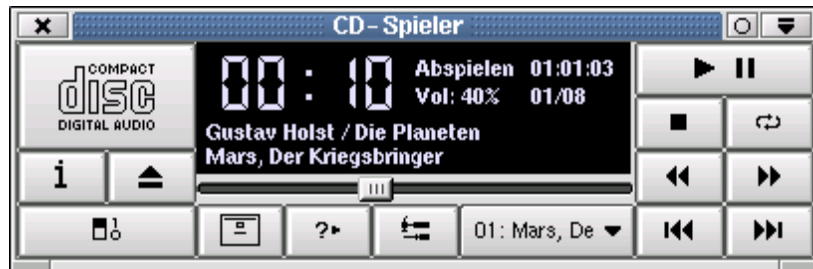 CD-Spieler
COMPACT
disc
DIGITAL AUDIO
00:10
Abspielen 01:01:03
Vol: 40% 01/08
Gustav Holst / Die Planeten
Mars, Der Kriegsbringer
i
?
01: Mars, De